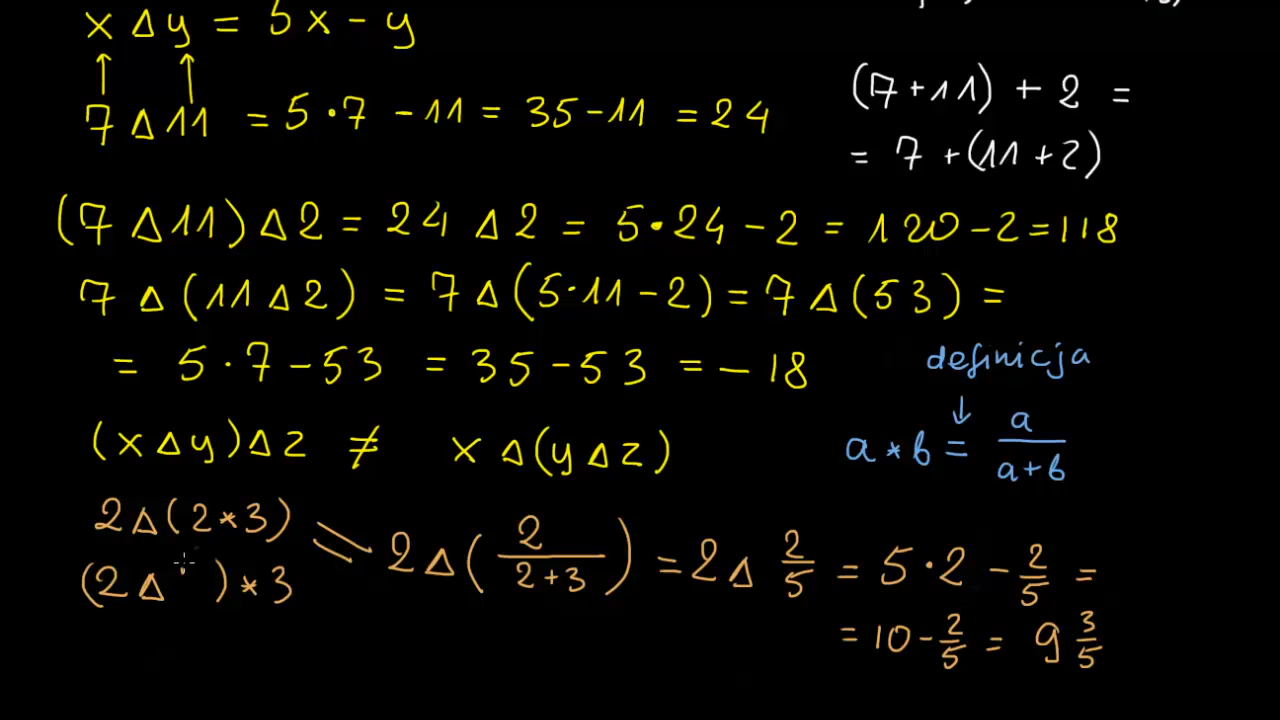 x Δ y = 5x - y
↑ ↑
7 Δ 11 = 5·7 - 11 = 35 - 11 = 24
(7+11) + 2 =
= 7 + (11+2)
(7 Δ 11) Δ 2 = 24 Δ 2 = 5·24 - 2 = 120 - 2 = 118
7 Δ (11 Δ 2) = 7 Δ (5·11 - 2) = 7 Δ (53) =
= 5·7 - 53 = 35 - 53 = -18
definicja
↓
(x Δ y) Δ z ≠ x Δ (y Δ z)
a * b = a/(a+b)
2 Δ (2 * 3) = 2 Δ (2/(2+3)) = 2 Δ 2/5 = 5·2 - 2/5 =
(2 Δ ) * 3
= 10 - 2/5 = 9 3/5